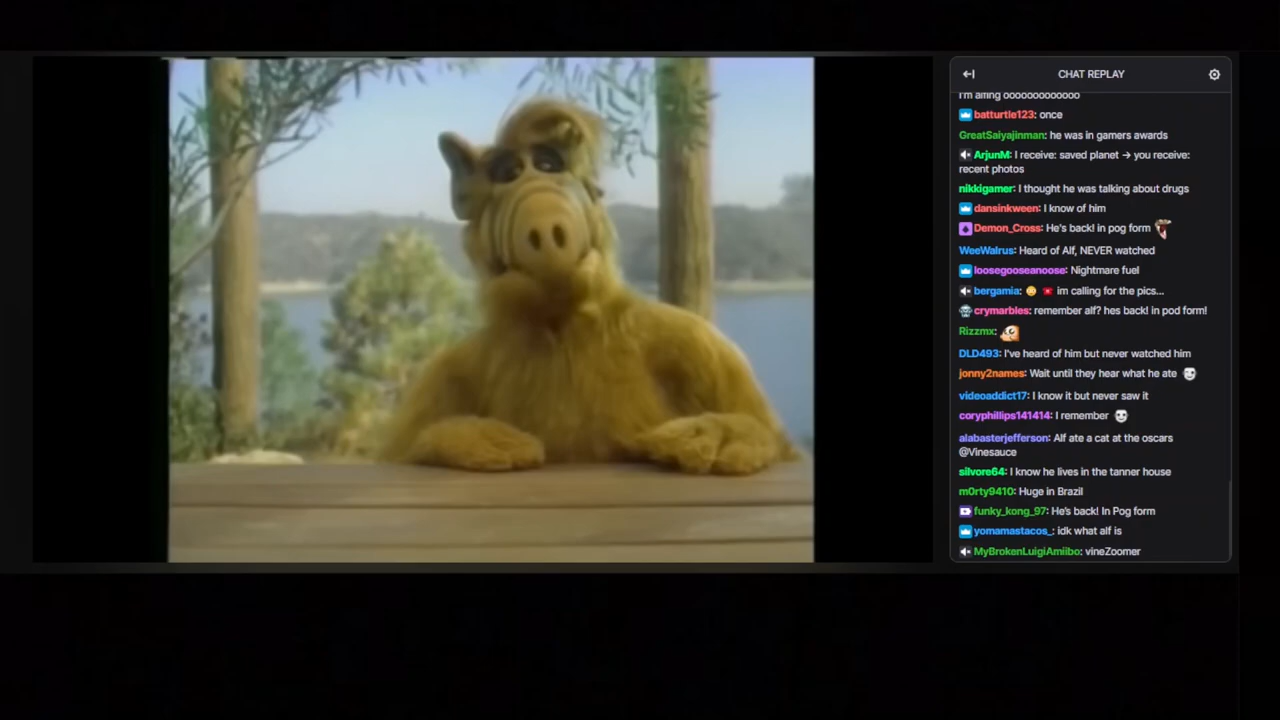 CHAT REPLAY
I'm alfing oooooooooooo
batturtle123: once
GreatSaiyajinman: he was in gamers awards
ArjunM: I receive: saved planet → you receive:
recent photos
nikkigamer: I thought he was talking about drugs
dansinkween: I know of him
Demon_Cross: He's back! in pog form
WeeWalrus: Heard of Alf, NEVER watched
loosegooseanoose: Nightmare fuel
bergamia: im calling for the pics...
crymarbles: remember alf? hes back! in pod form!
Rizzmx:
DLD493: I've heard of him but never watched him
jonny2names: Wait until they hear what he ate
videoaddict17: I know it but never saw it
coryphillips141414: I remember
alabasterjefferson: Alf ate a cat at the oscars
@Vinesauce
silvore64: I know he lives in the tanner house
m0rty9410: Huge in Brazil
funky_kong_97: He's back! In Pog form
yomamastacos_: idk what alf is
MyBrokenLuigiAmiibo: vineZoomer